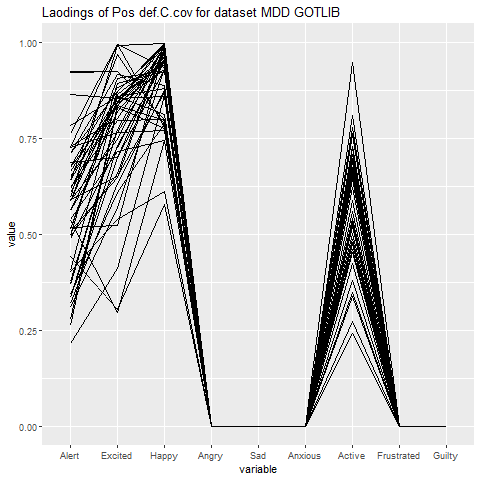 Laodings of Pos def.C.cov for dataset MDD GOTLIB
1.00
0.75
0.50
0.25
0.00
value
Alert Excited Happy Angry Sad Anxious Active Frustrated Guilty
variable